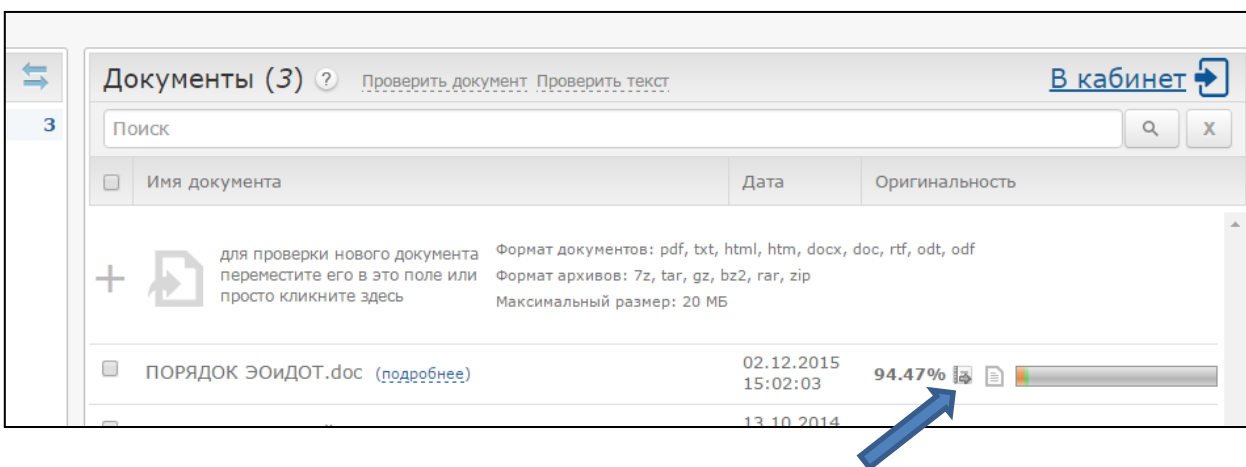 Документы (3) ? Проверить документ Проверить текст В кабинет
3
Поиск X
Имя документа Дата Оригинальность
для проверки нового документа
переместите его в это поле или
просто кликните здесь
Формат документов: pdf, txt, html, htm, docx, doc, rtf, odt, odf
Формат архивов: 7z, tar, gz, bz2, rar, zip
Максимальный размер: 20 МБ
ПОРЯДОК ЭОиДОТ.doc (подробнее)
02.12.2015
15:02:03
94.47%
13.10.2014